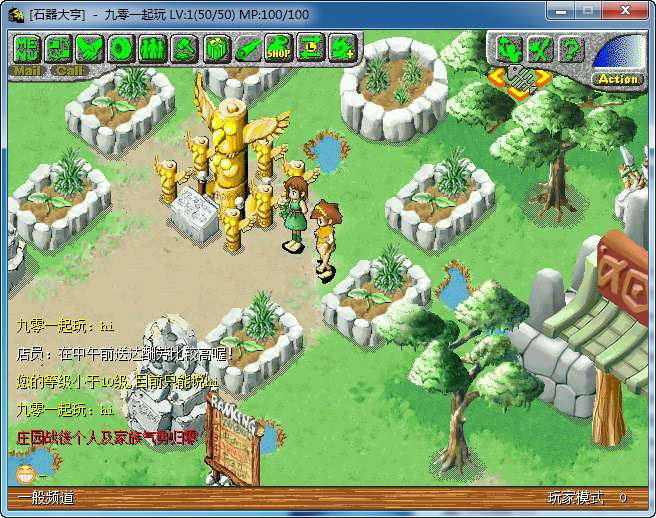 [石器大亨] - 九零一起玩 LV:1(50/50) MP:100/100
MENU
SHOP
Mail Call
Action
九零一起玩：hi
店员：在中午前送达到势比较高喔！
您的等级小于10级,目前只能说hi
九零一起玩：hi
庄园战後个人及家族气势归零
RANKING
一般频道
玩家模式 0